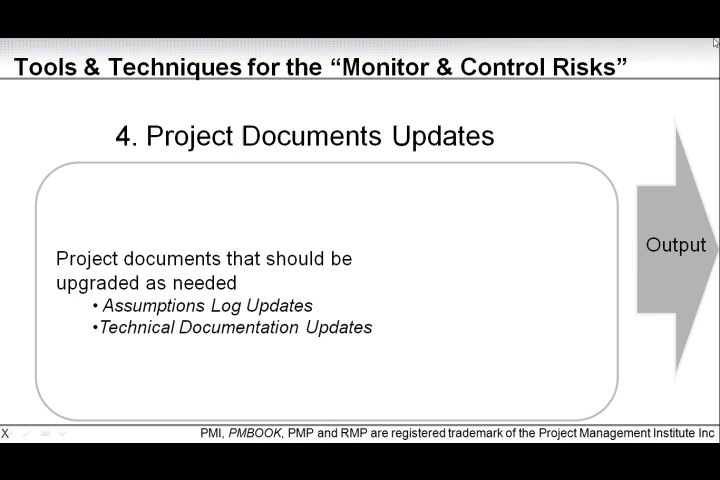 Tools & Techniques for the “Monitor & Control Risks”
4. Project Documents Updates
Project documents that should be
upgraded as needed
• Assumptions Log Updates
•Technical Documentation Updates
Output
X
PMI, PMBOOK, PMP and RMP are registered trademark of the Project Management Institute Inc